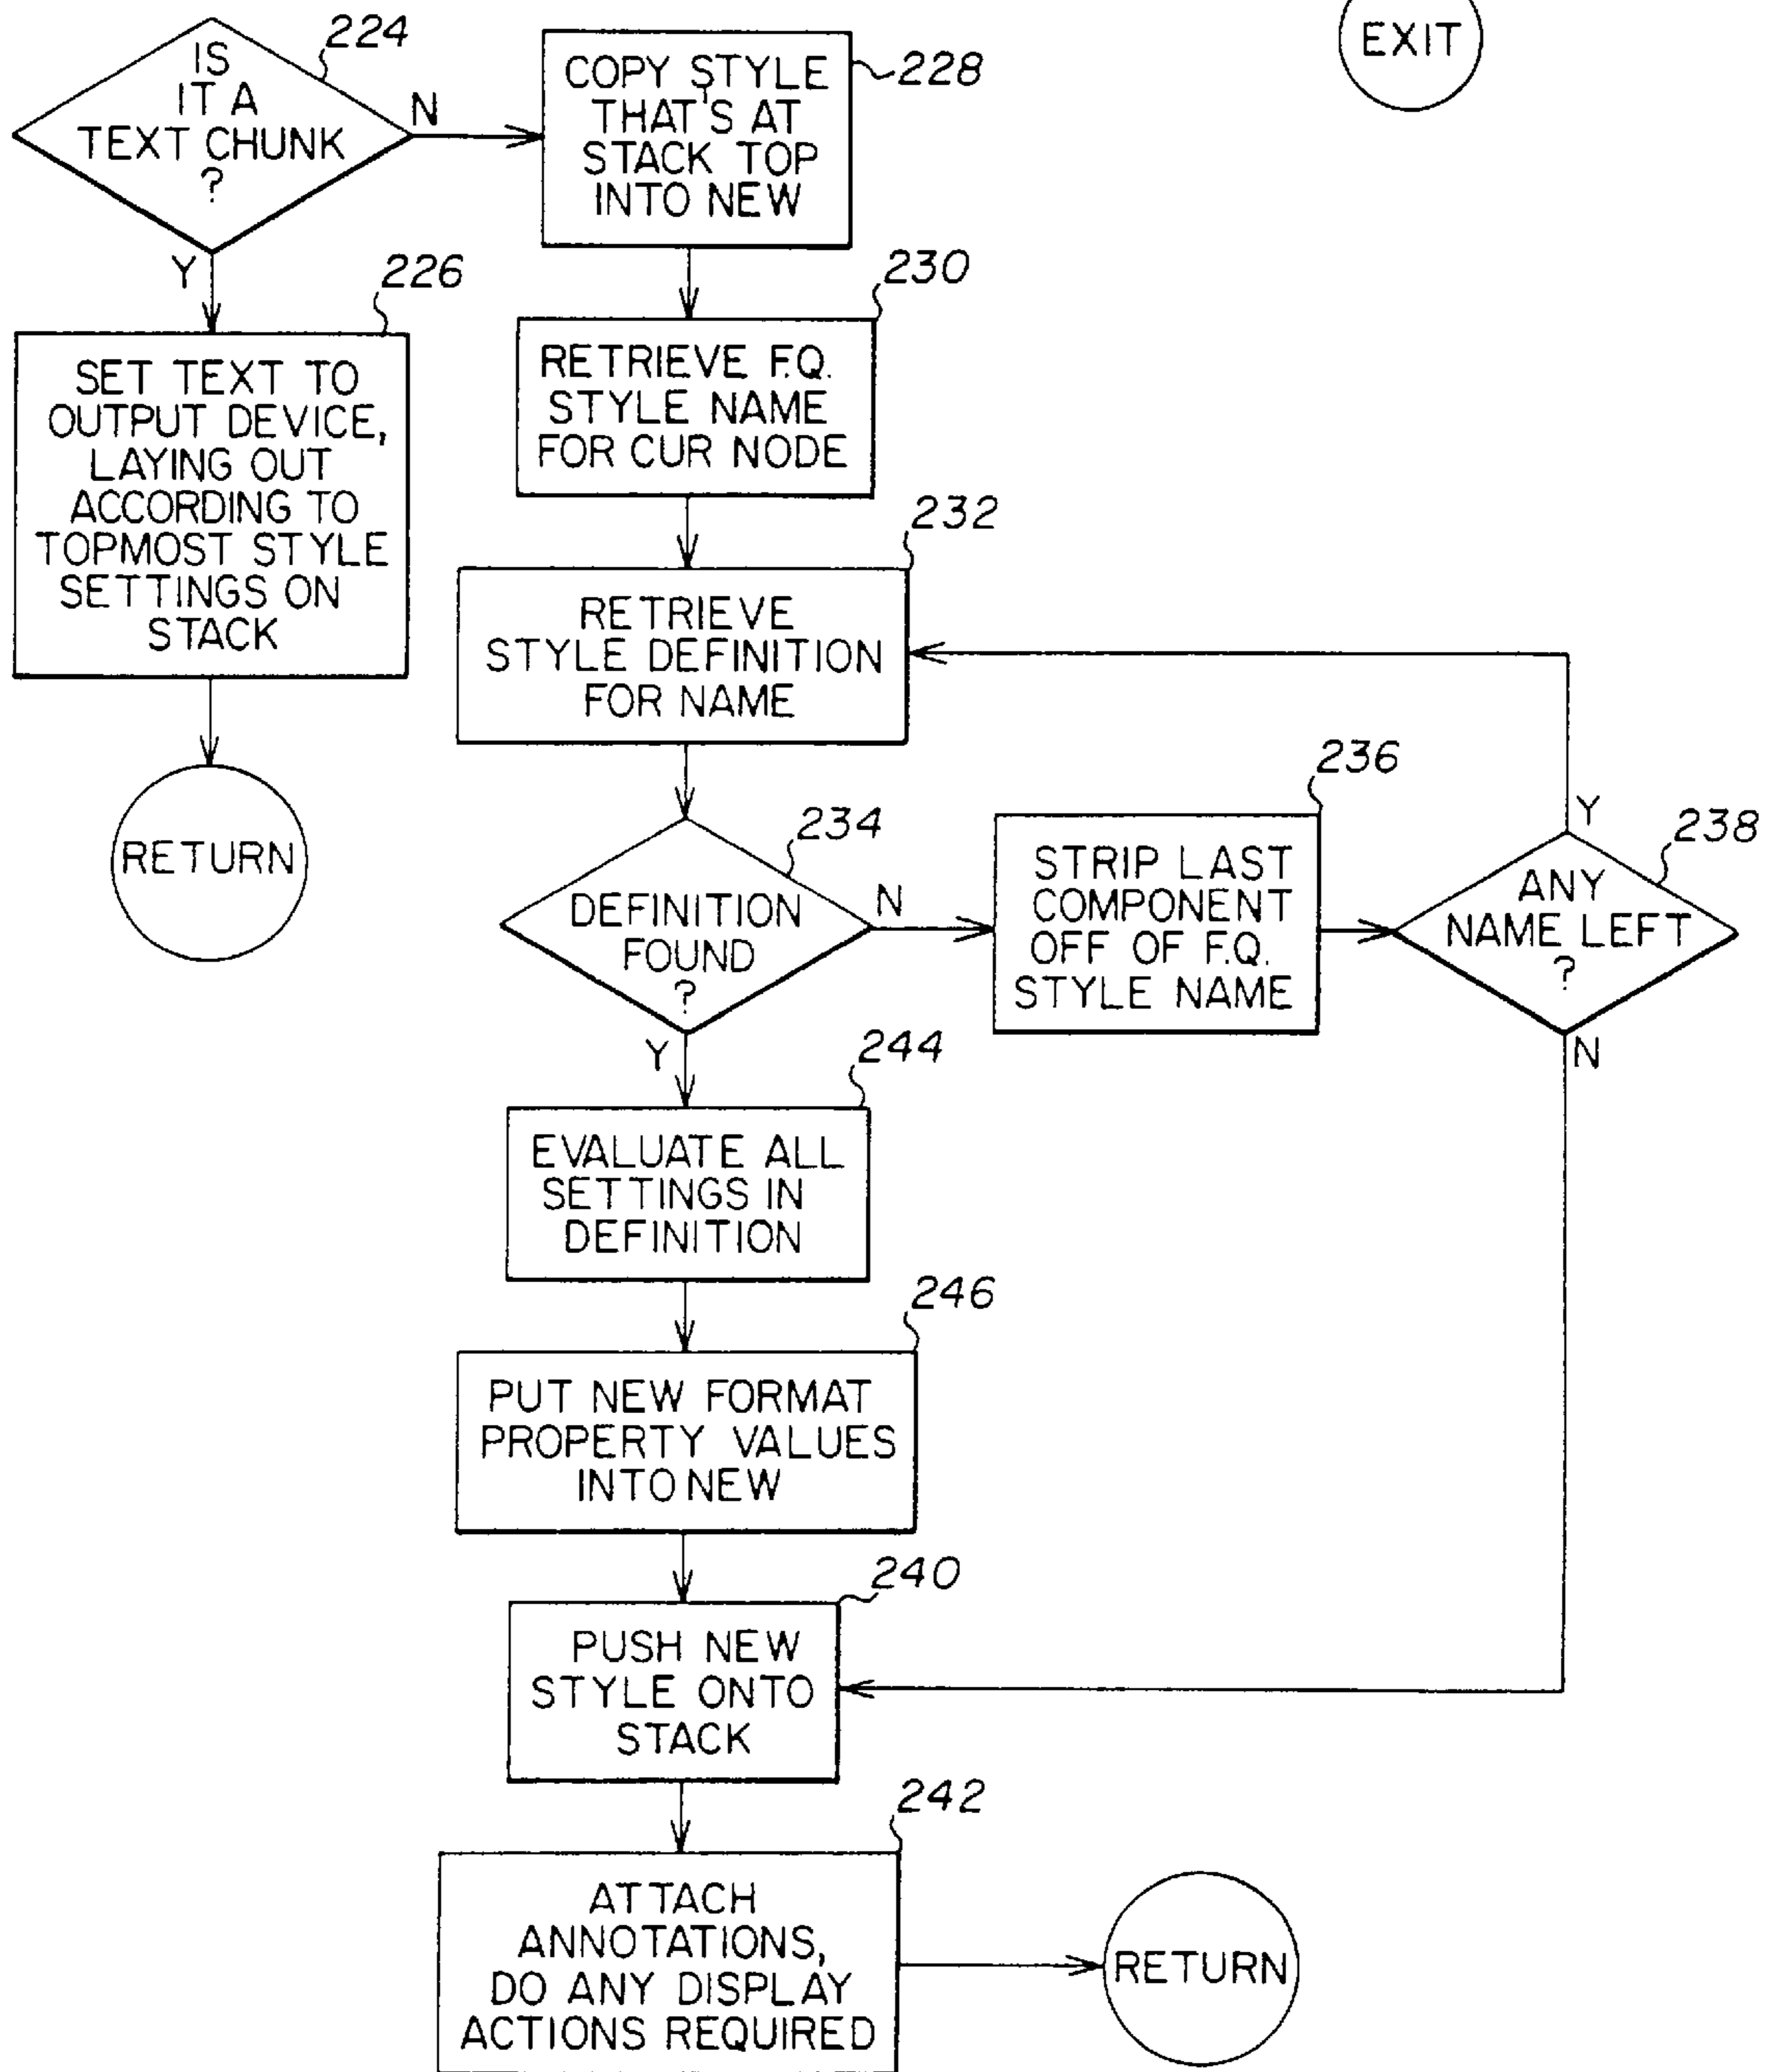 EXIT
224
IS
IT A
TEXT CHUNK
?
N
Y
228
COPY STYLE
THAT'S AT
STACK TOP
INTO NEW
226
SET TEXT TO
OUTPUT DEVICE,
LAYING OUT
ACCORDING TO
TOPMOST STYLE
SETTINGS ON
STACK
RETURN
230
RETRIEVE F.Q.
STYLE NAME
FOR CUR NODE
232
RETRIEVE
STYLE DEFINITION
FOR NAME
234
DEFINITION
FOUND
?
N
Y
236
STRIP LAST
COMPONENT
OFF OF F.Q.
STYLE NAME
238
Y
ANY
NAME LEFT
?
N
244
EVALUATE ALL
SETTINGS IN
DEFINITION
246
PUT NEW FORMAT
PROPERTY VALUES
INTO NEW
240
PUSH NEW
STYLE ONTO
STACK
242
ATTACH
ANNOTATIONS,
DO ANY DISPLAY
ACTIONS REQUIRED
RETURN